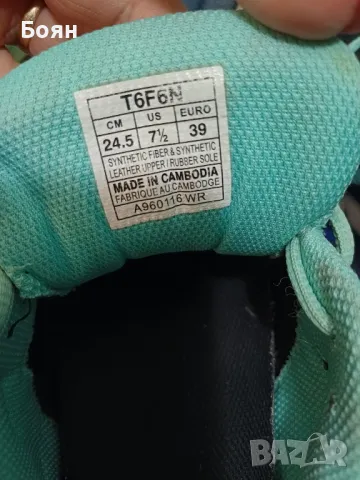 Боян
T6F6N
CM US EURO
24.5 7½ 39
SYNTHETIC FIBER & SYNTHETIC
LEATHER UPPER / RUBBER SOLE
MADE IN CAMBODIA
FABRIQUE AU CAMBODGE
A960116 WR
BAZAR